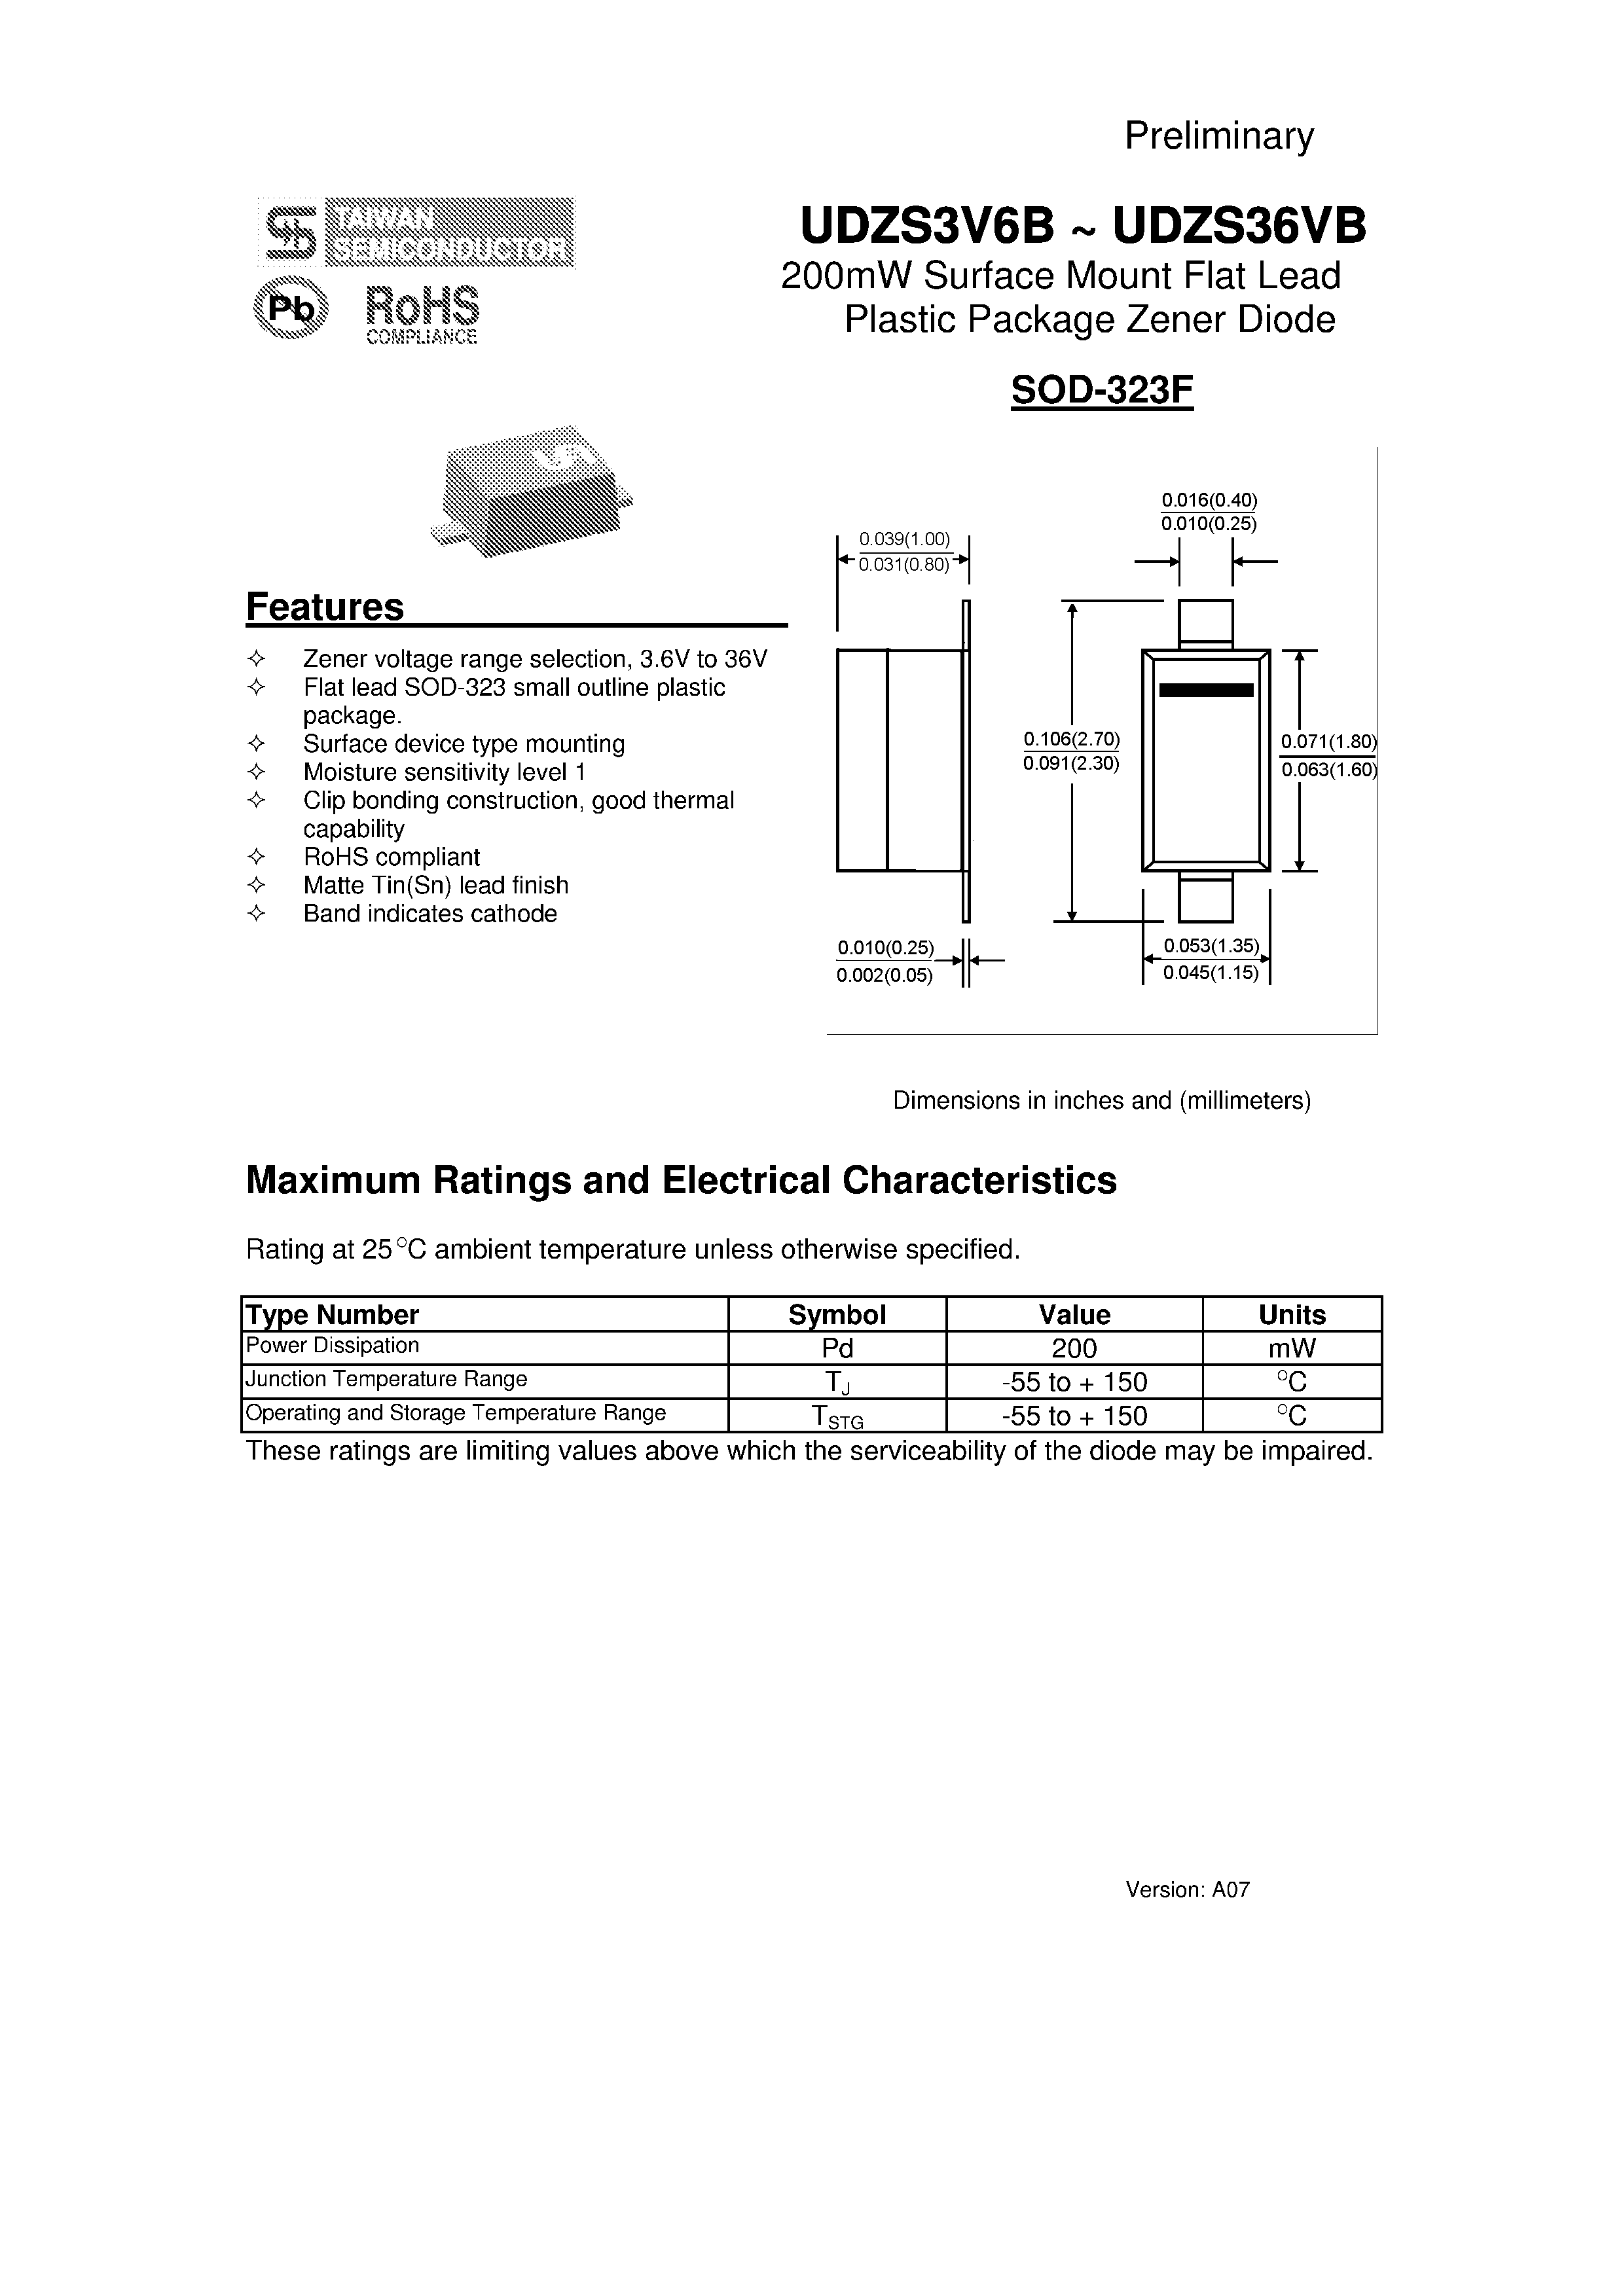 Preliminary
TAIWAN
SEMICONDUCTOR
Pb
RoHS
COMPLIANCE
UDZS3V6B ~ UDZS36VB
200mW Surface Mount Flat Lead
Plastic Package Zener Diode
SOD-323F
Features
Zener voltage range selection, 3.6V to 36V
Flat lead SOD-323 small outline plastic
package.
Surface device type mounting
Moisture sensitivity level 1
Clip bonding construction, good thermal
capability
RoHS compliant
Matte Tin(Sn) lead finish
Band indicates cathode
0.016(0.40)
0.010(0.25)
0.039(1.00)
0.031(0.80)
0.106(2.70)
0.091(2.30)
0.071(1.80)
0.063(1.60)
0.010(0.25)
0.002(0.05)
0.053(1.35)
0.045(1.15)
Dimensions in inches and (millimeters)
Maximum Ratings and Electrical Characteristics
Rating at 25°C ambient temperature unless otherwise specified.
Type Number Symbol Value Units
Power Dissipation Pd 200 mW
Junction Temperature Range TJ -55 to + 150 °C
Operating and Storage Temperature Range TSTG -55 to + 150 °C
These ratings are limiting values above which the serviceability of the diode may be impaired.
Version: A07